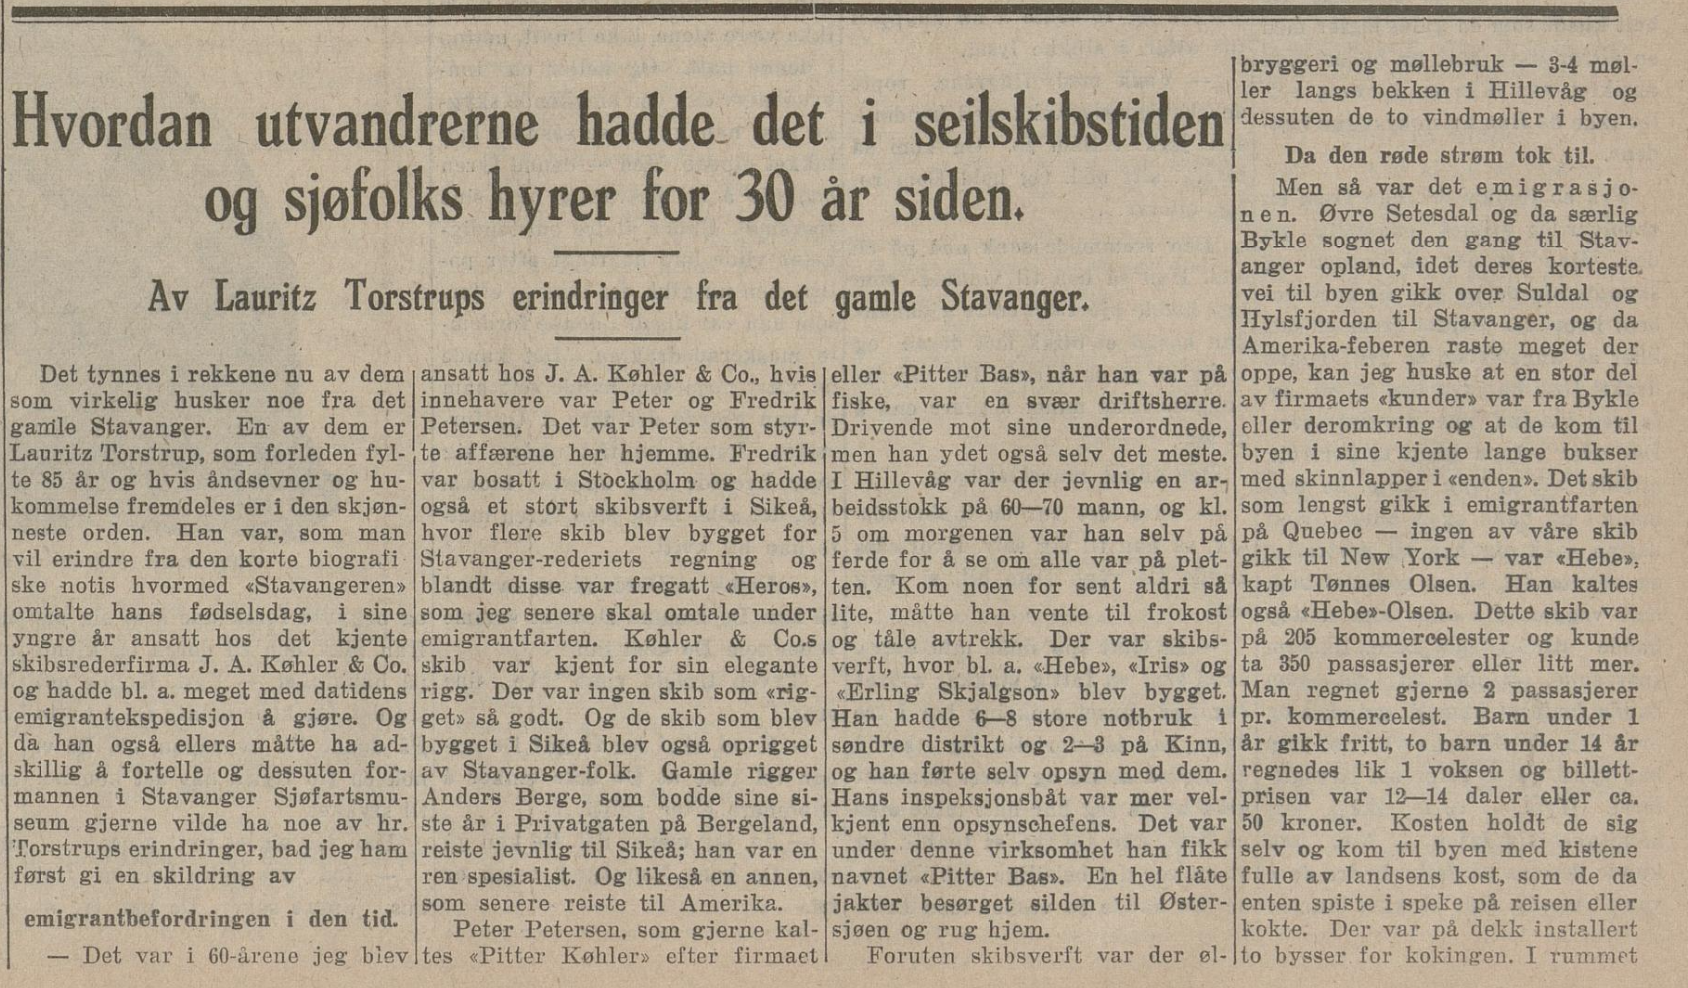 Hvordan utvandrerne hadde det i seilskibstiden
og sjøfolks hyrer for 30 år siden.
Av Lauritz Torstrups erindringer fra det gamle Stavanger.
Det tynnes i rekkene nu av dem
som virkelig husker noe fra det
gamle Stavanger. En av dem er
Lauritz Torstrup, som forleden fyl-
te 85 år og hvis åndsevner og hu-
kommelse fremdeles er i den skjøn-
neste orden. Han var, som man
vil erindre fra den korte biografi
ske notis hvormed «Stavangeren»
omtalte hans fødselsdag, i sine
yngre år ansatt hos det kjente
skibsrederfirma J. A. Køhler & Co.
og hadde bl. a. meget med datidens
emigrantekspedisjon å gjøre. Og
da han også ellers måtte ha ad-
skillig å fortelle og dessuten for-
mannen i Stavanger Sjøfartsmu-
seum gjerne vilde ha noe av hr.
Torstrups erindringer, bad jeg ham
først gi en skildring av
emigrantbefordringen i den tid.
— Det var i 60-årene jeg blev
ansatt hos J. A. Køhler & Co., hvis
innehavere var Peter og Fredrik
Petersen. Det var Peter som styr-
te affærene her hjemme. Fredrik
var bosatt i Stockholm og hadde
også et stort skibsverft i Sikeå,
hvor flere skib blev bygget for
Stavanger-rederiets regning og
blandt disse var fregatt «Heros»,
som jeg senere skal omtale under
emigrantfarten. Køhler & Co.s
skib var kjent for sin elegante
rigg. Der var ingen skib som «rig-
get» så godt. Og de skib som blev
bygget i Sikeå blev også oprigget
av Stavanger-folk. Gamle rigger
Anders Berge, som bodde sine si-
ste år i Privatgaten på Bergeland,
reiste jevnlig til Sikeå; han var en
ren spesialist. Og likeså en annen,
som senere reiste til Amerika.
Peter Petersen, som gjerne kal-
tes «Pitter Køhler» efter firmaet
eller «Pitter Bas», når han var på
fiske, var en svær driftsherre.
Drivende mot sine underordnede,
men han ydet også selv det meste.
I Hillevåg var der jevnlig en ar-
beidsstokk på 60—70 mann, og kl.
5 om morgenen var han selv på
ferde for å se om alle var på plet-
ten. Kom noen for sent aldri så
lite, måtte han vente til frokost
og tåle avtrekk. Der var skibs-
verft, hvor bl. a. «Hebe», «Iris» og
«Erling Skjalgson» blev bygget.
Han hadde 6—8 store notbruk i
søndre distrikt og 2—3 på Kinn,
og han førte selv opsyn med dem.
Hans inspeksjonsbåt var mer vel-
kjent enn opsynschefens. Det var
under denne virksomhet han fikk
navnet «Pitter Bas». En hel flåte
jakter besørget silden til Øster-
sjøen og rug hjem.
Foruten skibsverft var der øl-
bryggeri og møllebruk — 3-4 møl-
ler langs bekken i Hillevåg og
dessuten de to vindmøller i byen.
Da den røde strøm tok til.
Men så var det emigrasjo-
nen. Øvre Setesdal og da særlig
Bykle sognet den gang til Stav-
anger opland, idet deres korteste
vei til byen gikk over Suldal og
Hylsfjorden til Stavanger, og da
Amerika-feberen raste meget der
oppe, kan jeg huske at en stor del
av firmaets «kunder» var fra Bykle
eller deromkring og at de kom til
byen i sine kjente lange bukser
med skinnlapper i «enden». Det skib
som lengst gikk i emigrantfarten
på Quebec — ingen av våre skib
gikk til New York — var «Hebe»,
kapt Tønnes Olsen. Han kaltes
også «Hebe»-Olsen. Dette skib var
på 205 kommercelester og kunde
ta 350 passasjerer eller litt mer.
Man regnet gjerne 2 passasjerer
pr. kommercelest. Barn under 1
år gikk fritt, to barn under 14 år
regnedes lik 1 voksen og billett-
prisen var 12—14 daler eller ca.
50 kroner. Kosten holdt de sig
selv og kom til byen med kistene
fulle av landsens kost, som de da
enten spiste i speke på reisen eller
kokte. Der var på dekk installert
to bysser for kokingen. I rummet